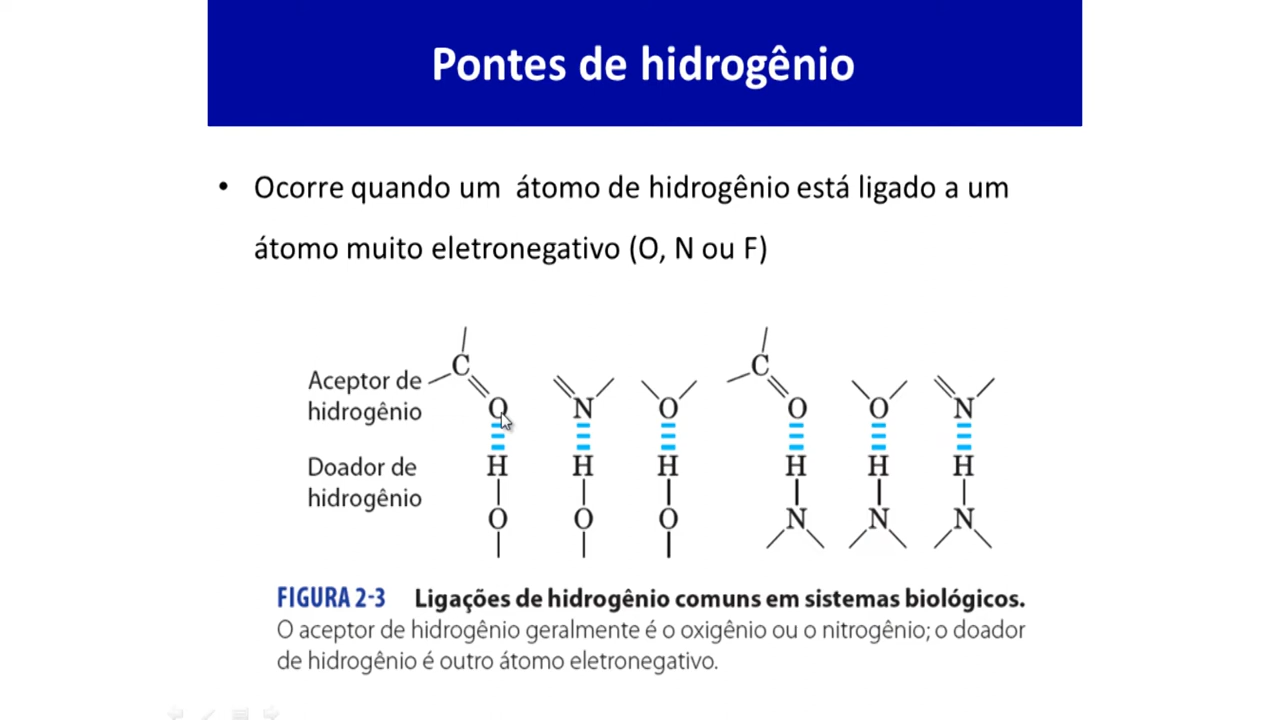 Pontes de hidrogênio
• Ocorre quando um átomo de hidrogênio está ligado a um
átomo muito eletronegativo (O, N ou F)
C C
Aceptor de
hidrogênio O N O O O N
Doador de H H H H H H
hidrogênio
O O O N N N
FIGURA 2-3 Ligações de hidrogênio comuns em sistemas biológicos.
O aceptor de hidrogênio geralmente é o oxigênio ou o nitrogênio; o doador
de hidrogênio é outro átomo eletronegativo.